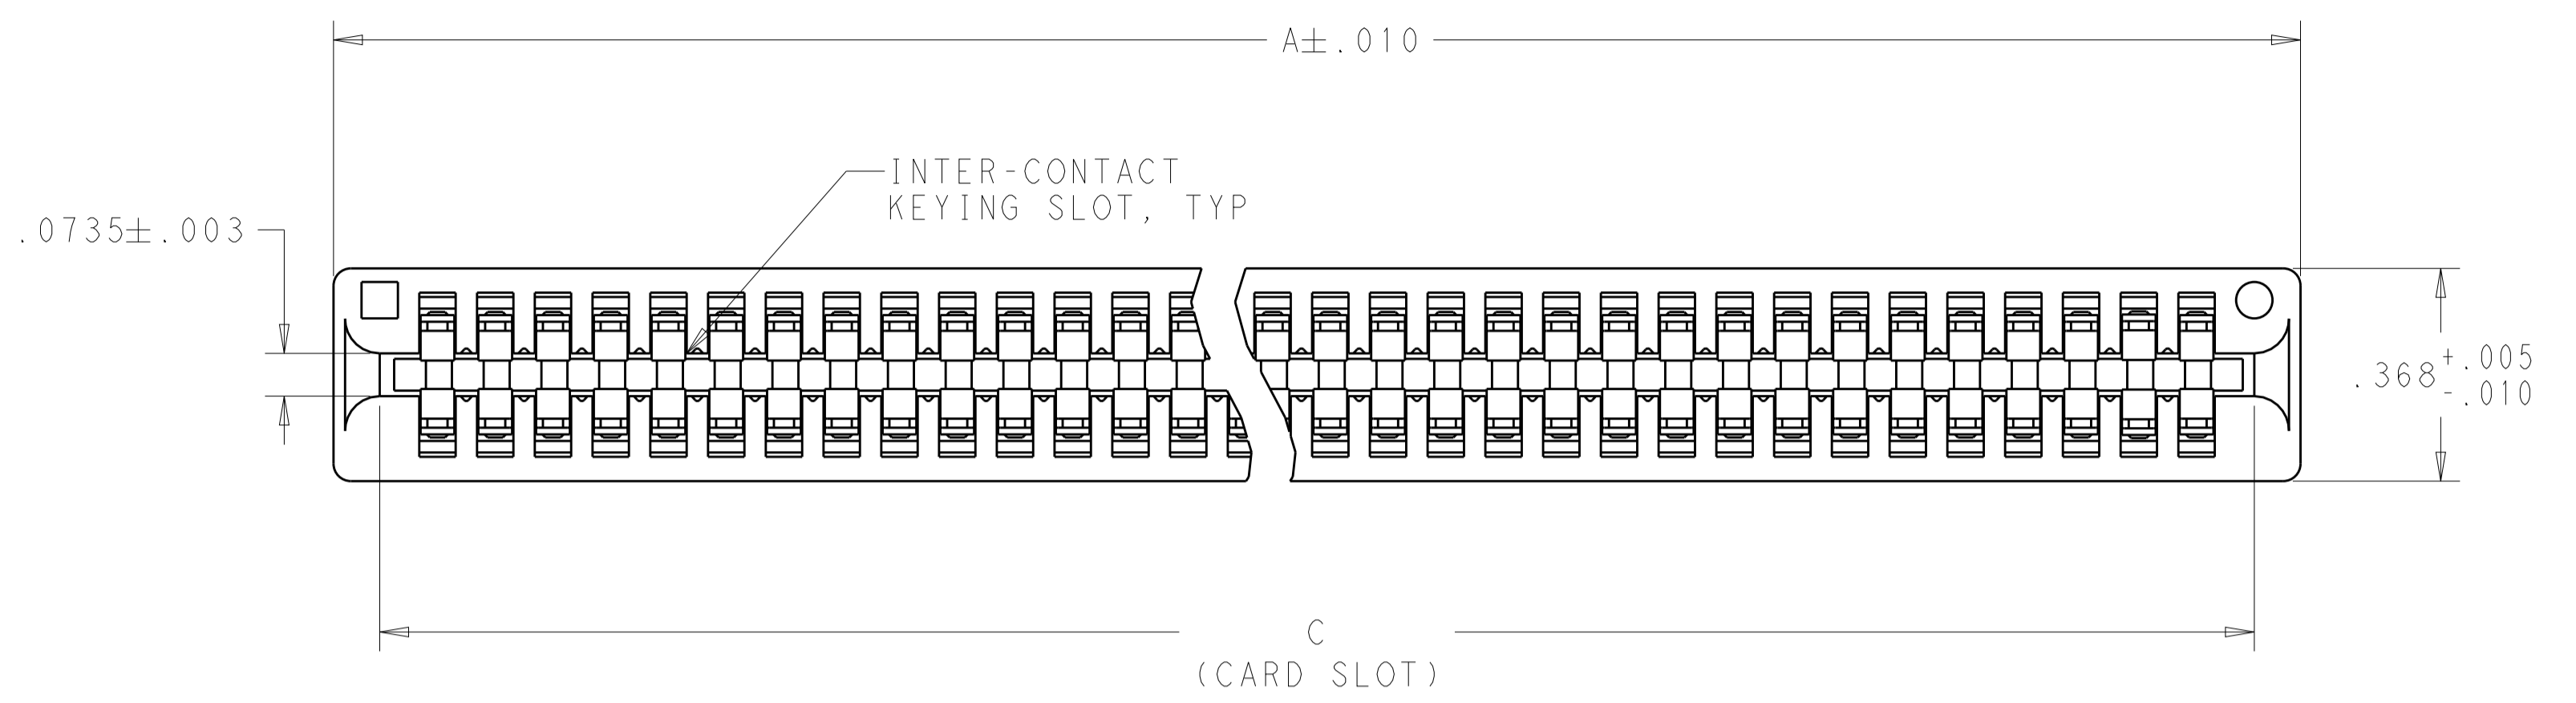 A±.010
INTER-CONTACT
KEYING SLOT, TYP
.0735±.003
.368 +.005
-.010
C
(CARD SLOT)